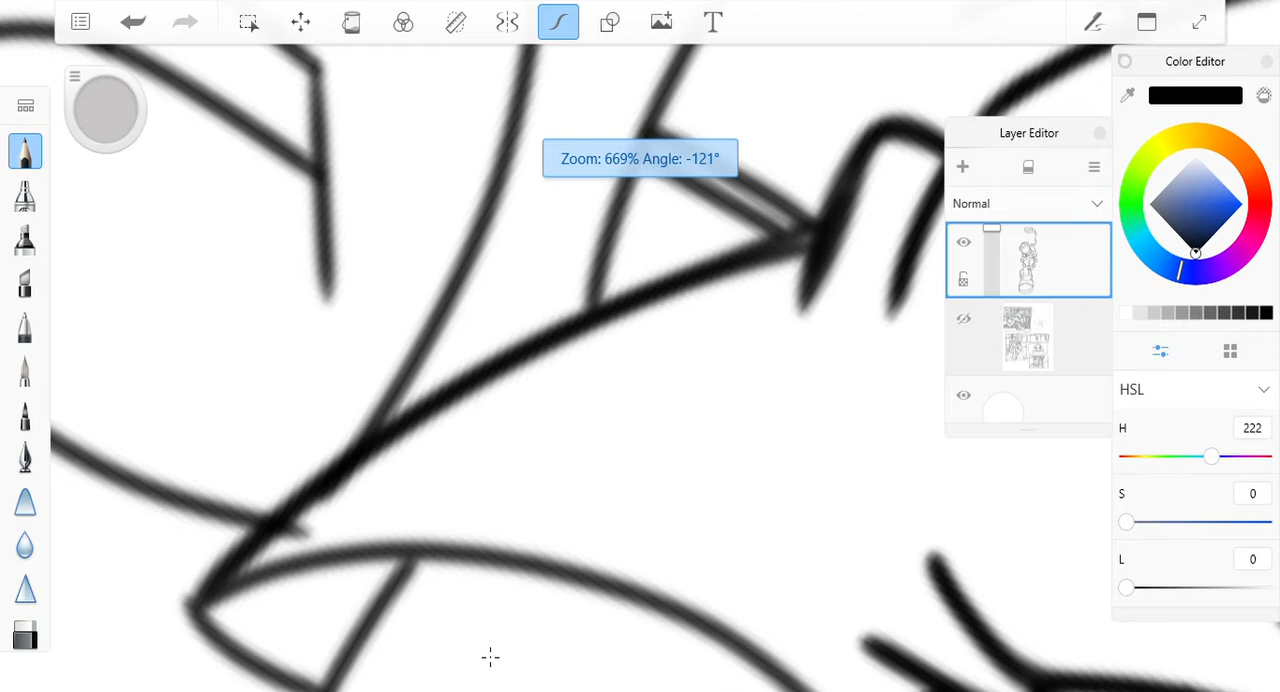 T
Color Editor
Layer Editor
Zoom: 669% Angle: -121°
Normal
HSL
H 222
S 0
L 0